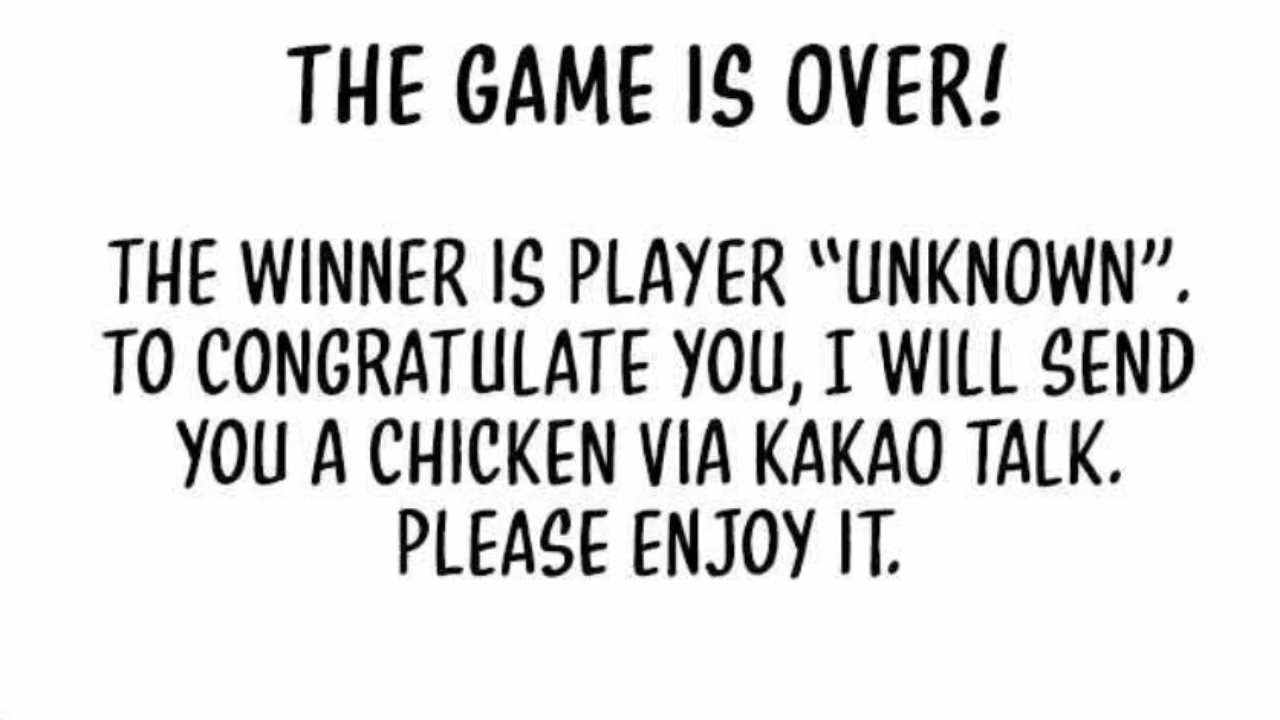 THE GAME IS OVER!
THE WINNER IS PLAYER “UNKNOWN”.
TO CONGRATULATE YOU, I WILL SEND
YOU A CHICKEN VIA KAKAO TALK.
PLEASE ENJOY IT.